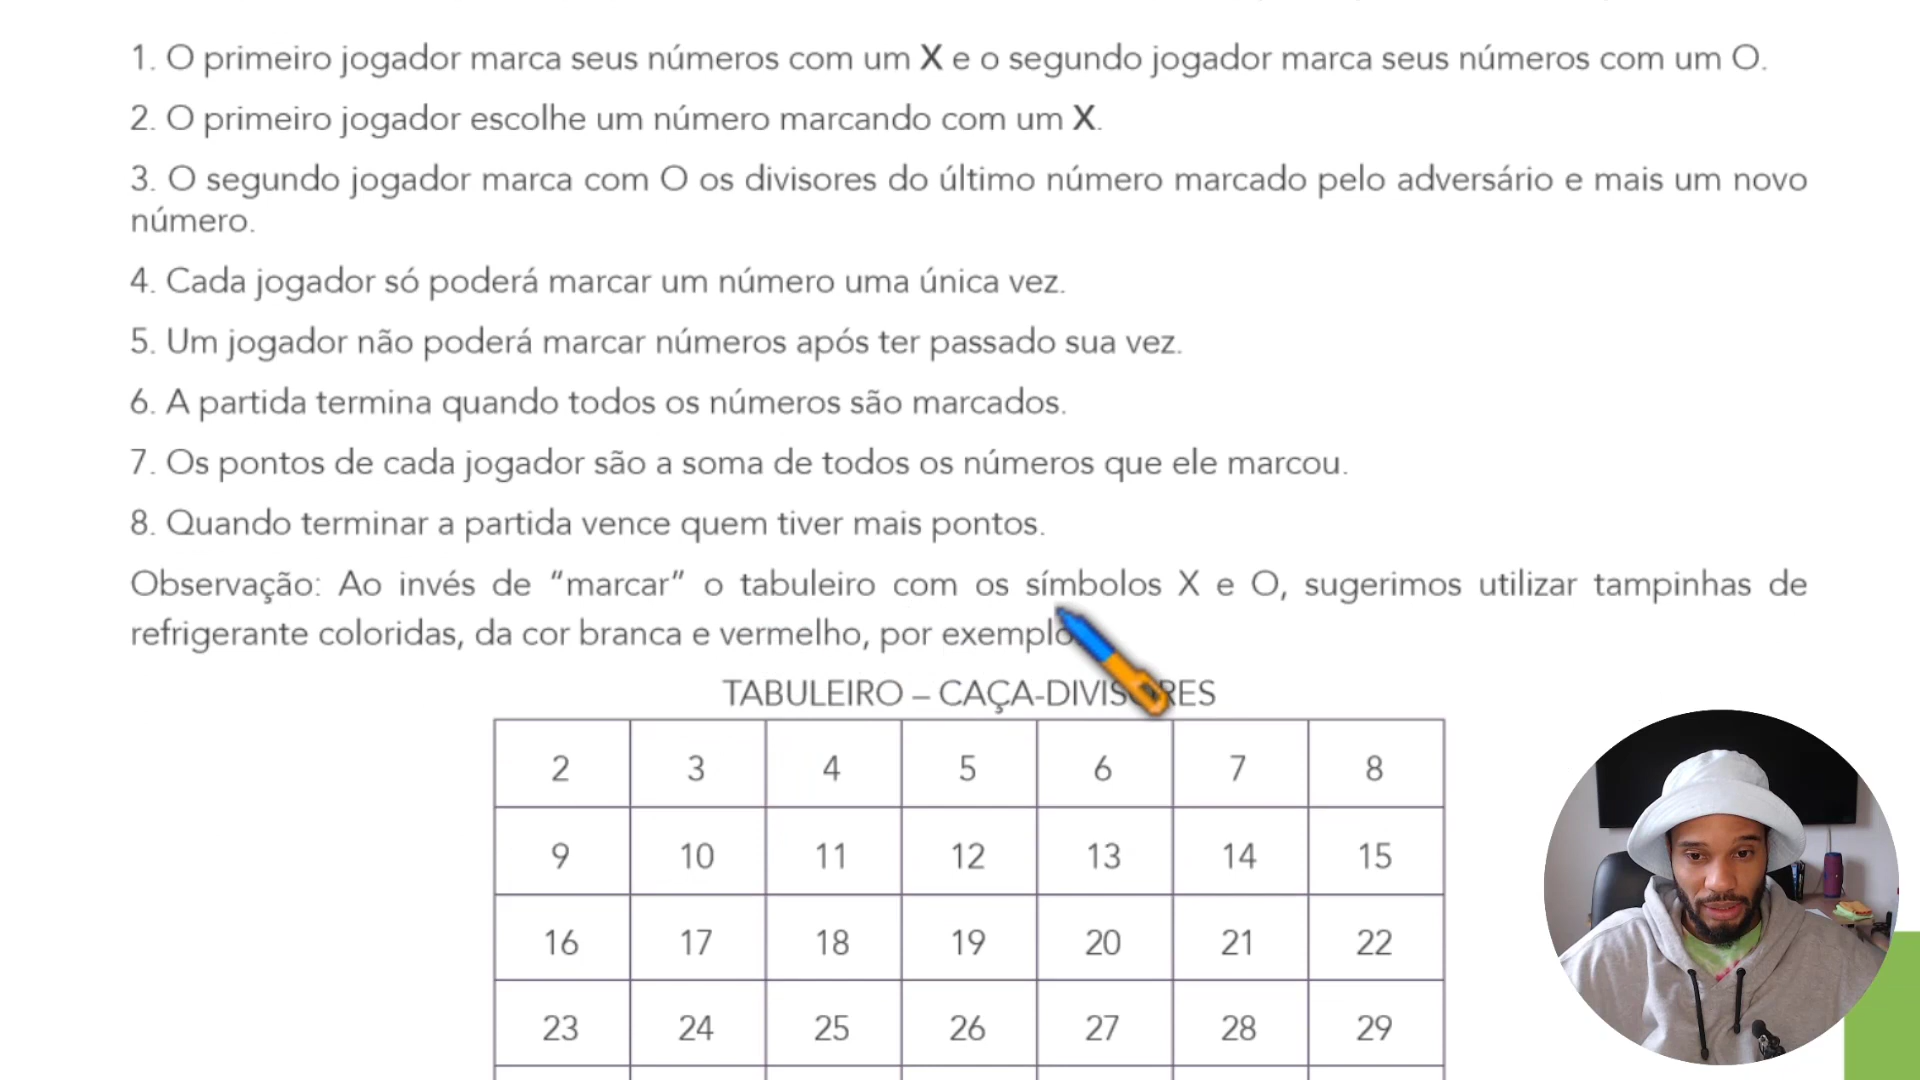 1. O primeiro jogador marca seus números com um X e o segundo jogador marca seus números com um O.
2. O primeiro jogador escolhe um número marcando com um X.
3. O segundo jogador marca com O os divisores do último número marcado pelo adversário e mais um novo
número.
4. Cada jogador só poderá marcar um número uma única vez.
5. Um jogador não poderá marcar números após ter passado sua vez.
6. A partida termina quando todos os números são marcados.
7. Os pontos de cada jogador são a soma de todos os números que ele marcou.
8. Quando terminar a partida vence quem tiver mais pontos.
Observação: Ao invés de “marcar” o tabuleiro com os símbolos X e O, sugerimos utilizar tampinhas de
refrigerante coloridas, da cor branca e vermelho, por exemplo
TABULEIRO – CAÇA-DIVISORES
2 3 4 5 6 7 8
9 10 11 12 13 14 15
16 17 18 19 20 21 22
23 24 25 26 27 28 29